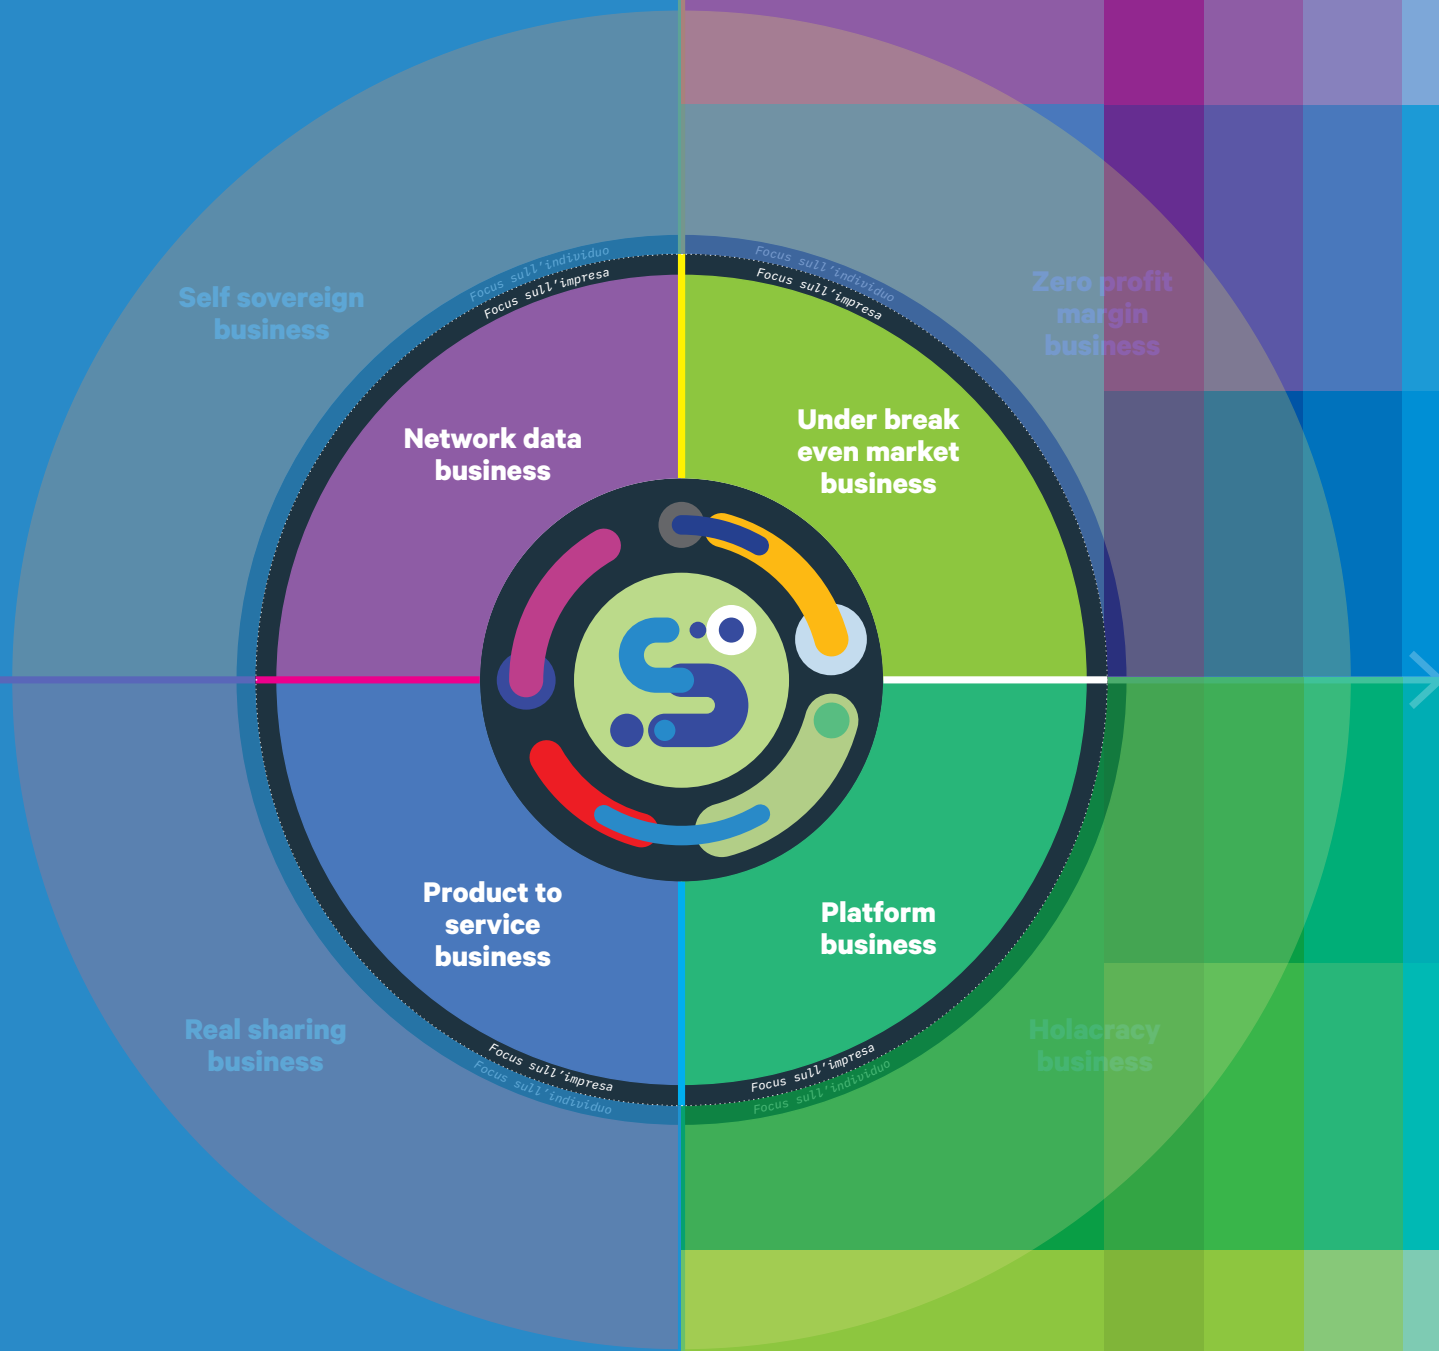 Focus sull'individuo
Focus sull'impresa
Focus sull'individuo
Focus sull'impresa
Self sovereign
business
Zero profit
margin
business
Network data
business
Under break
even market
business
Product to
service
business
Platform
business
Real sharing
business
Holacracy
business
Focus sull'impresa
Focus sull'individuo
Focus sull'impresa
Focus sull'individuo